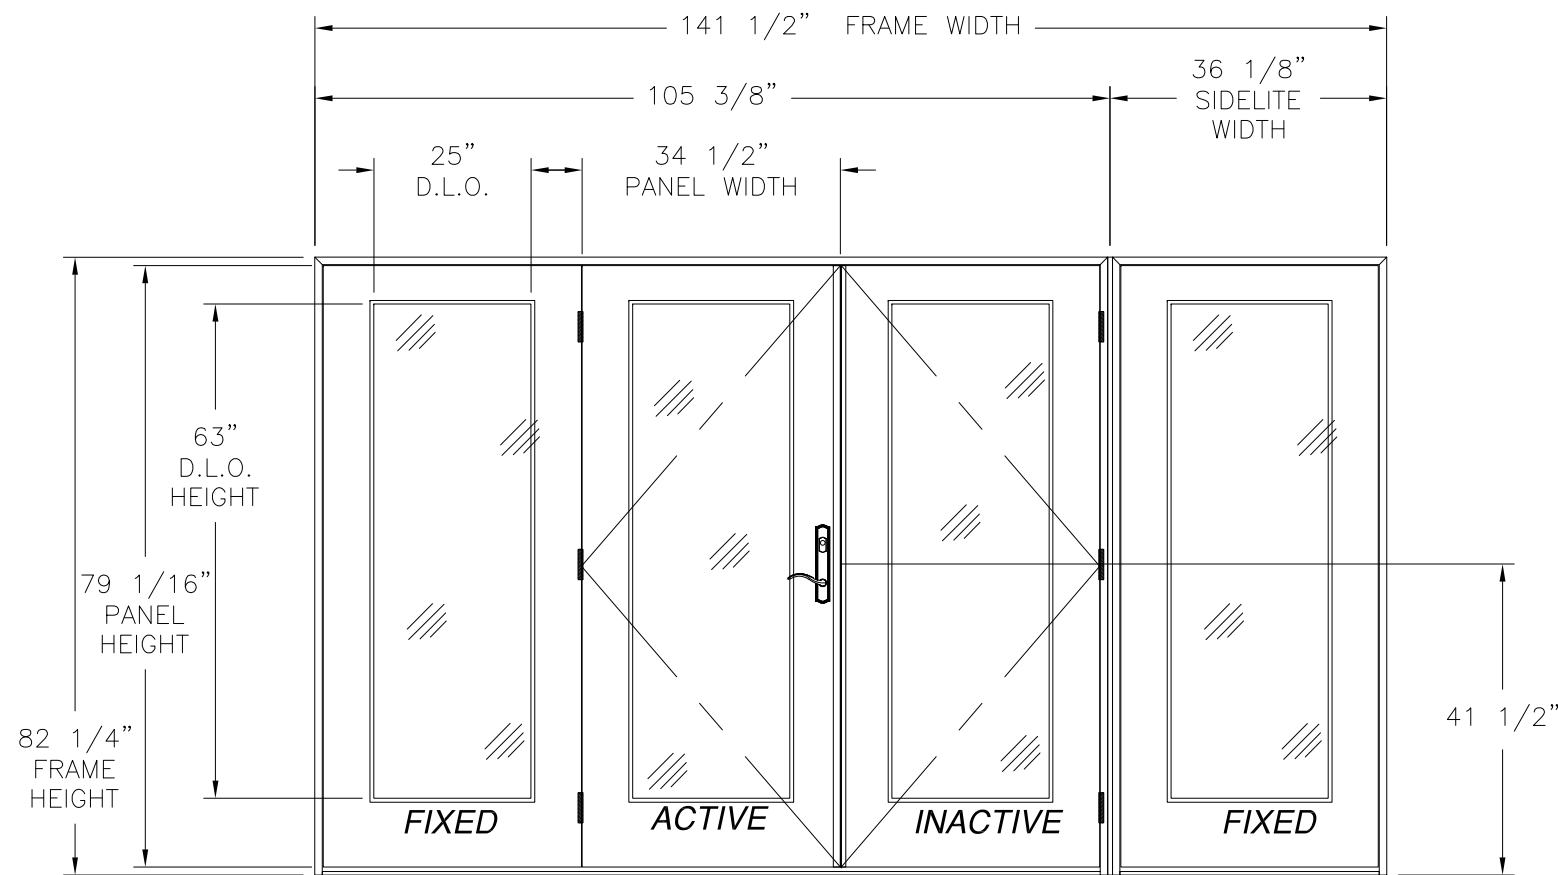 141 1/2” FRAME WIDTH
36 1/8”
SIDELITE
WIDTH
105 3/8”
25”
D.L.O.
34 1/2”
PANEL WIDTH
63”
D.L.O.
HEIGHT
79 1/16”
PANEL
HEIGHT
82 1/4”
FRAME
HEIGHT
41 1/2”
FIXED
ACTIVE
INACTIVE
FIXED